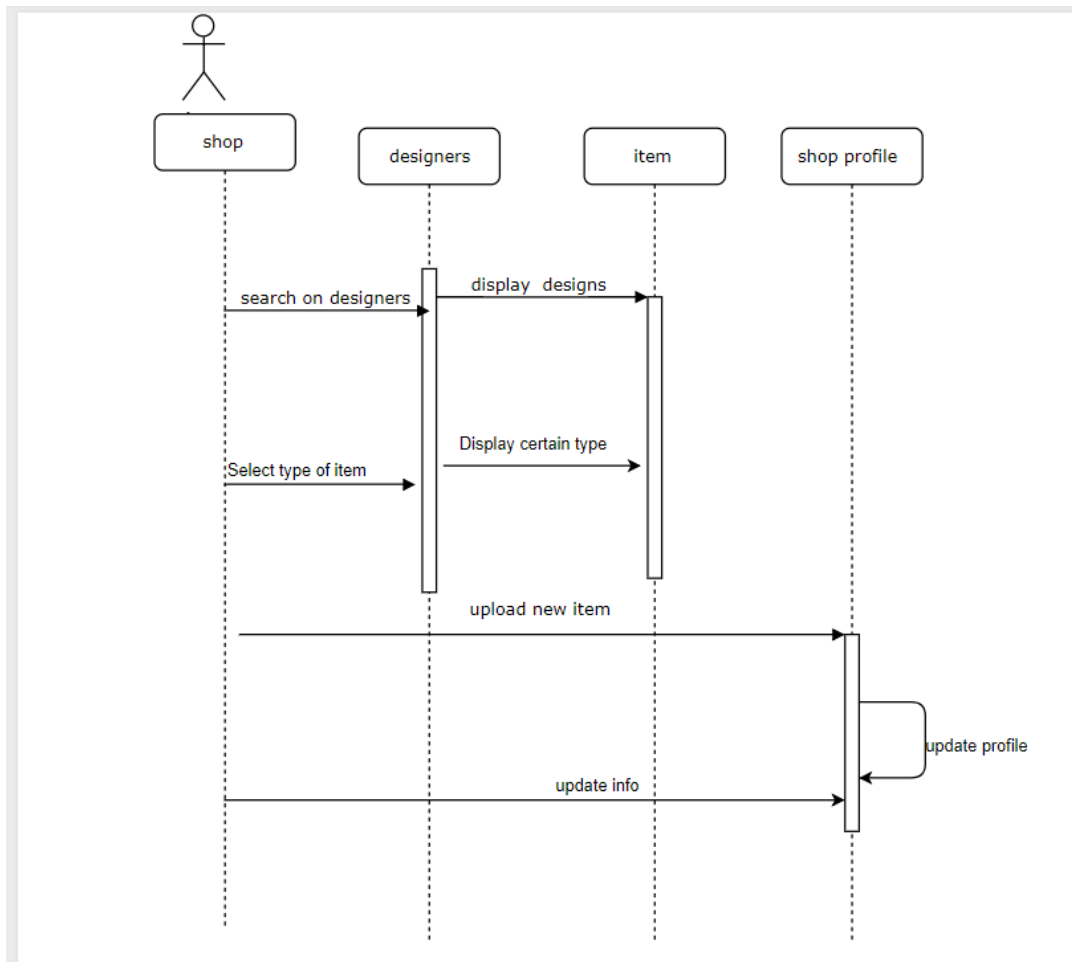 shop
designers
item
shop profile
display designs
search on designers
Display certain type
Select type of item
upload new item
update profile
update info